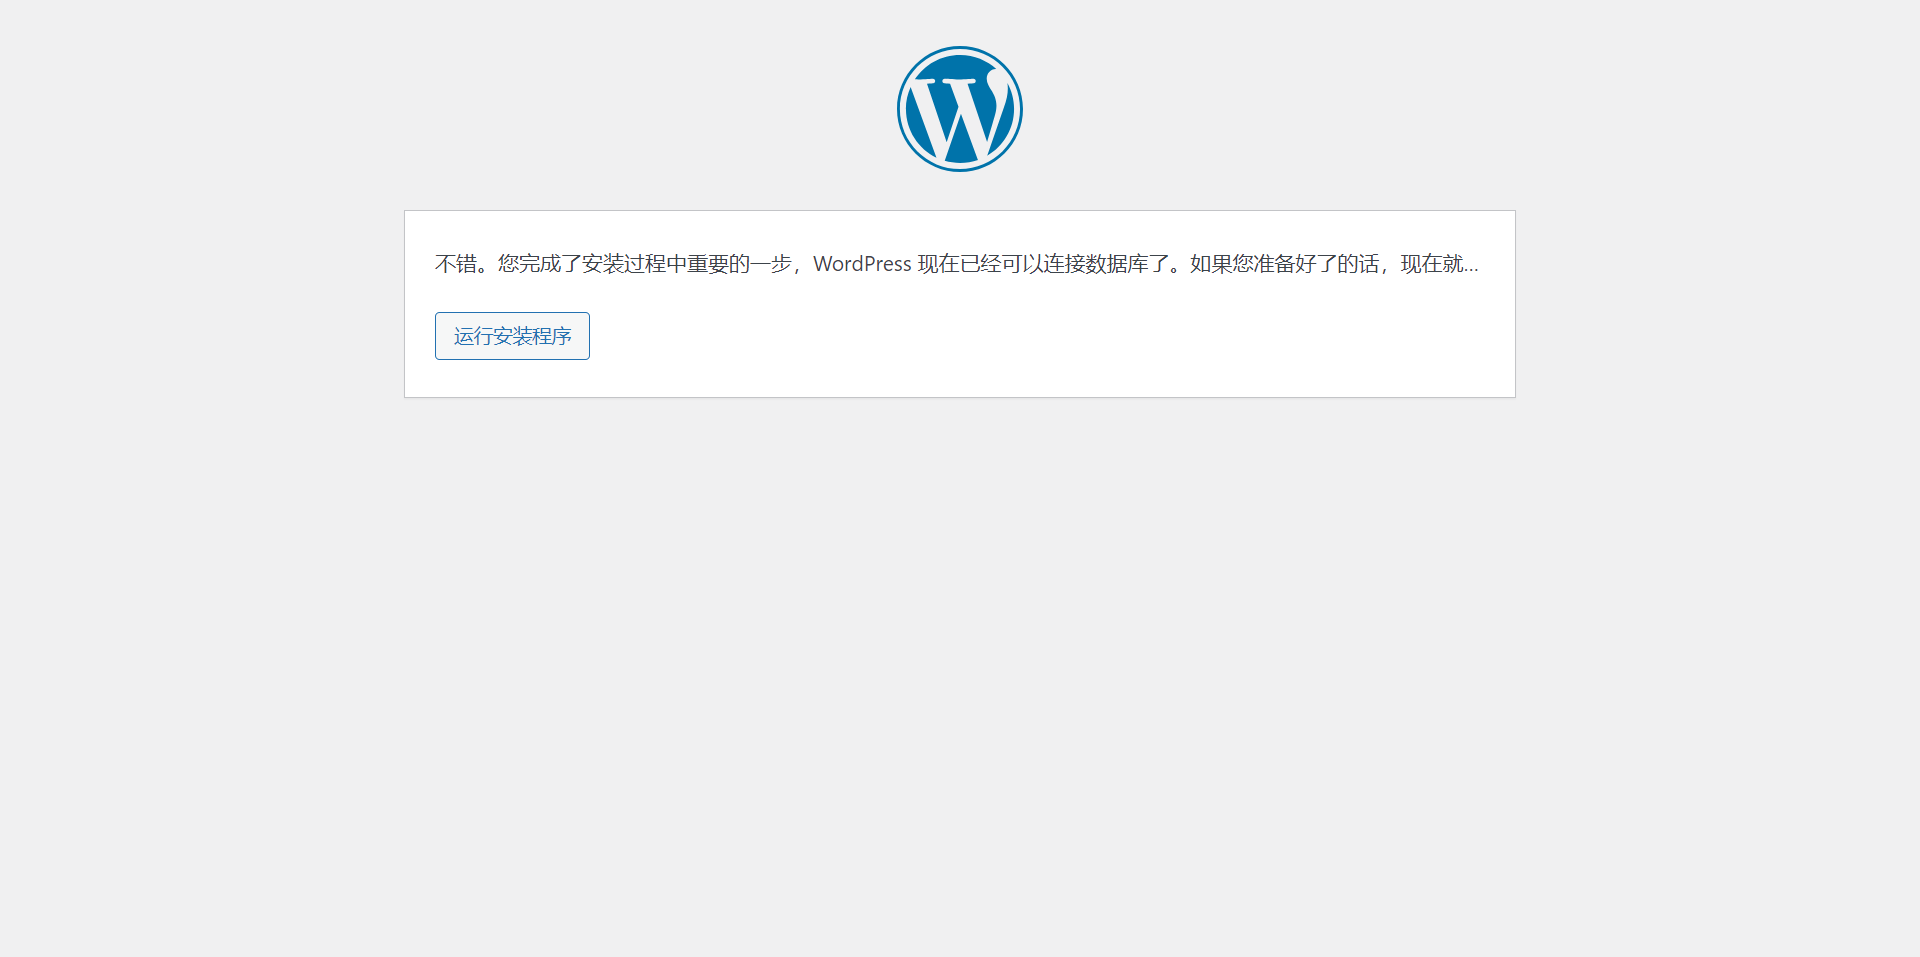 不错。您完成了安装过程中重要的一步，WordPress 现在已经可以连接数据库了。如果您准备好了的话，现在就…
运行安装程序